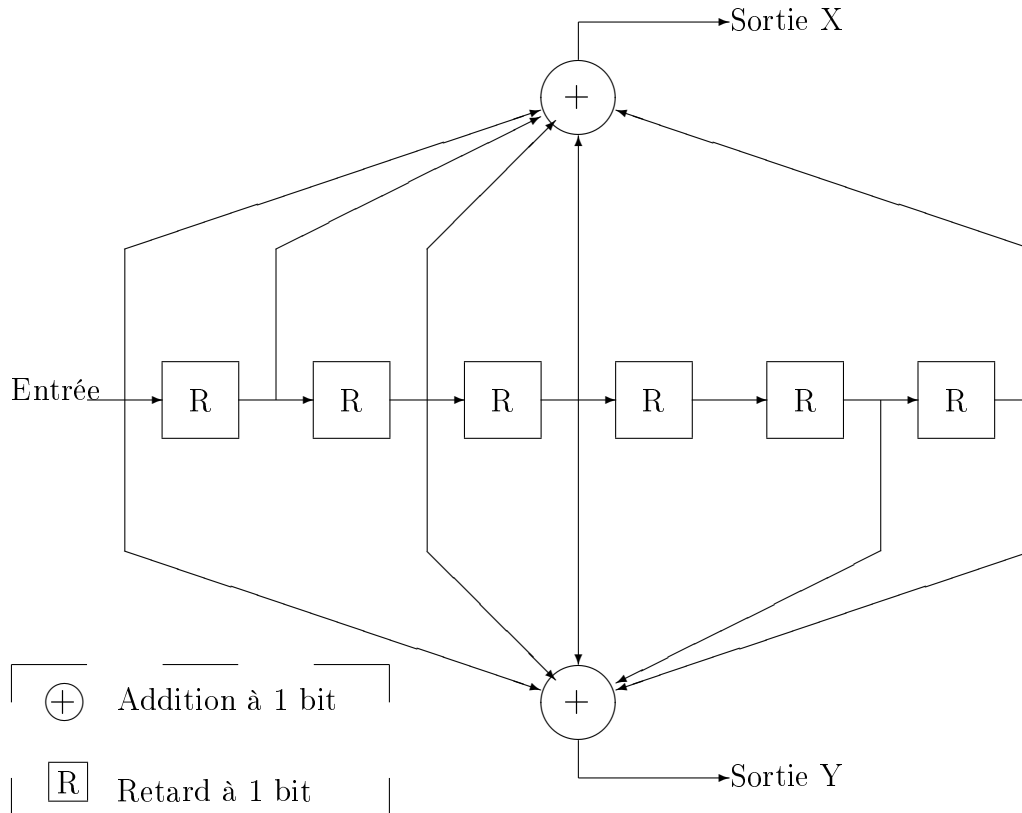 Sortie X
+
Entrée R R R R R R
+
+ Addition à 1 bit
Sortie Y
R Retard à 1 bit